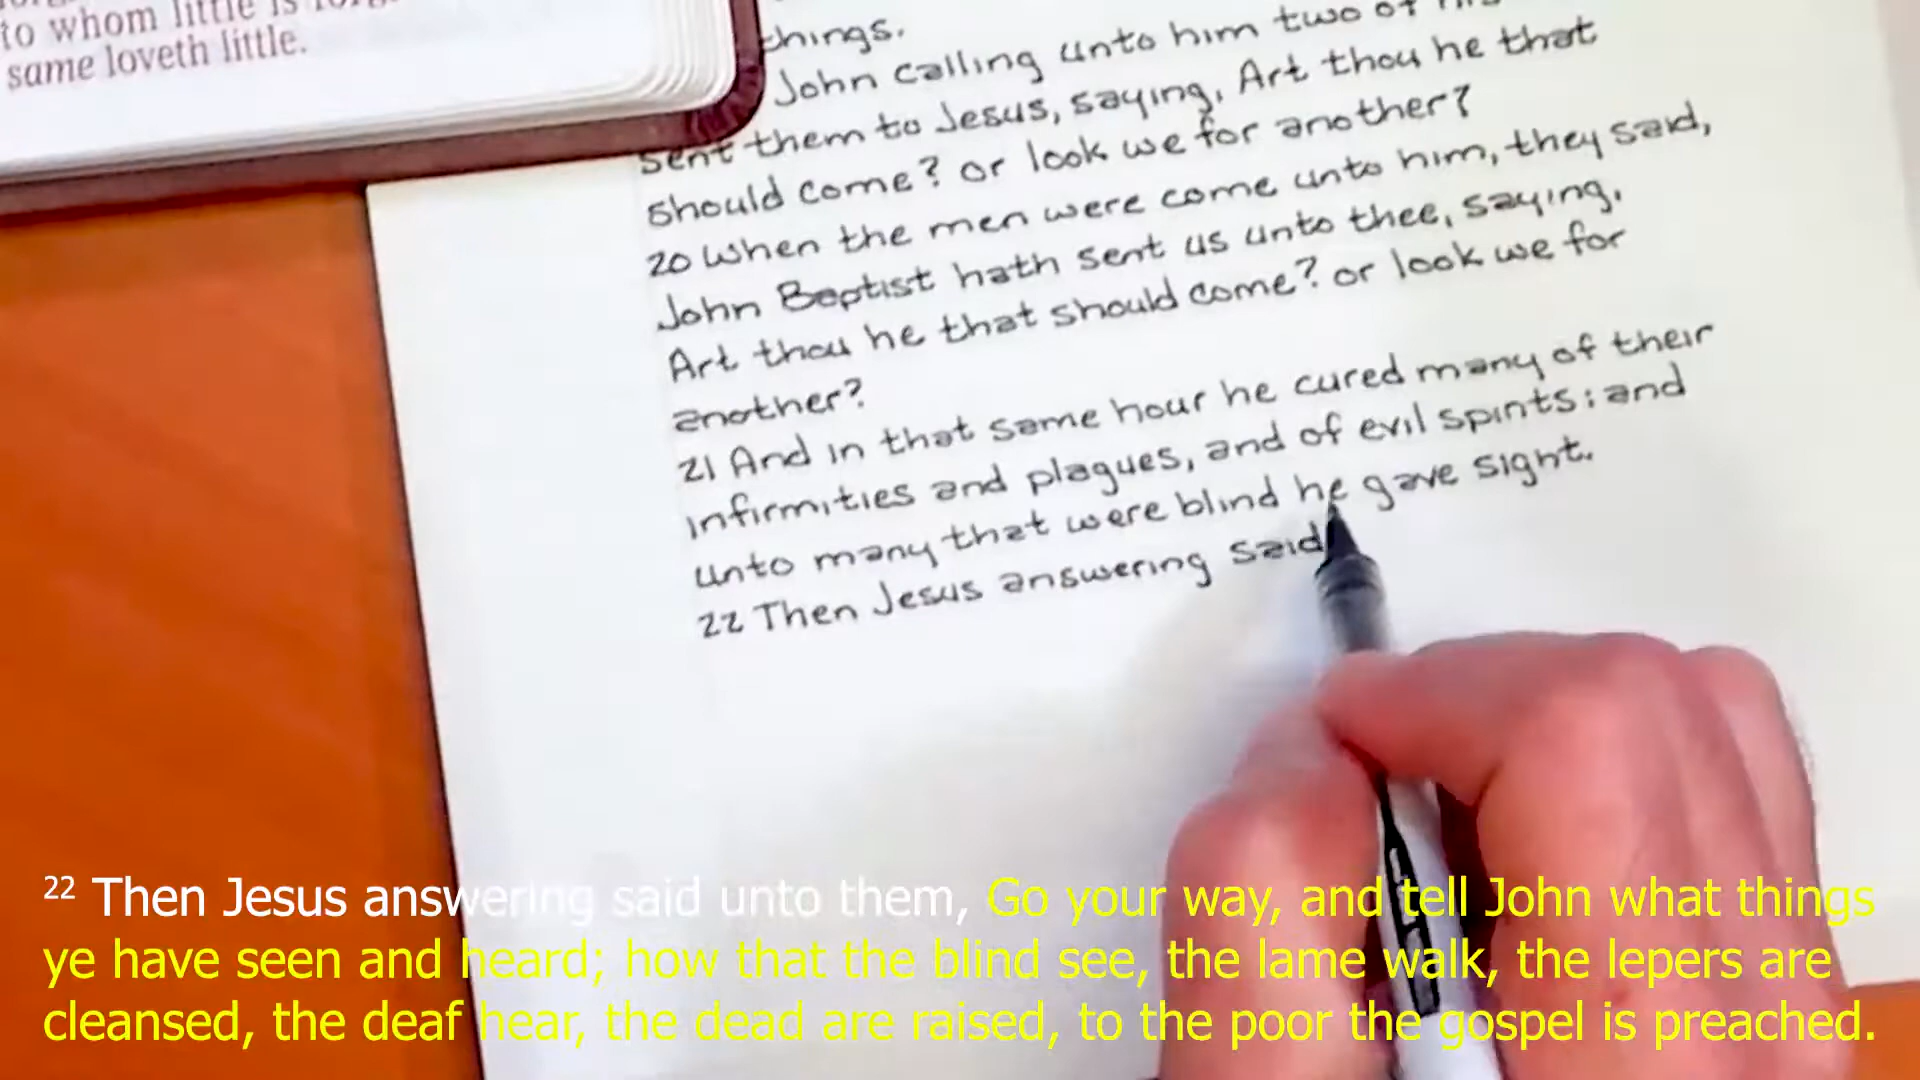 to whom little is
same loveth little.
things.
John calling unto him two of his
sent them to Jesus, saying, Art thou he that
should come? or look we for another?
20 When the men were come unto him, they said,
John Baptist hath sent us unto thee, saying,
Art thou he that should come? or look we for
another?
21 And in that same hour he cured many of their
infirmities and plagues, and of evil spirits: and
unto many that were blind he gave sight.
22 Then Jesus answering said
22 Then Jesus answering said unto them, Go your way, and tell John what things
ye have seen and heard; how that the blind see, the lame walk, the lepers are
cleansed, the deaf hear, the dead are raised, to the poor the gospel is preached.